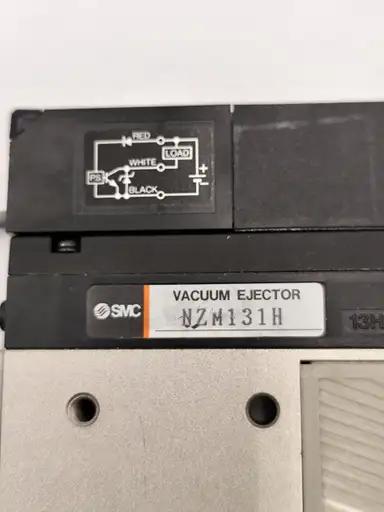 RED
LOAD
WHITE
PS
BLACK
+
-
SMC
VACUUM EJECTOR
NZM131H
13H